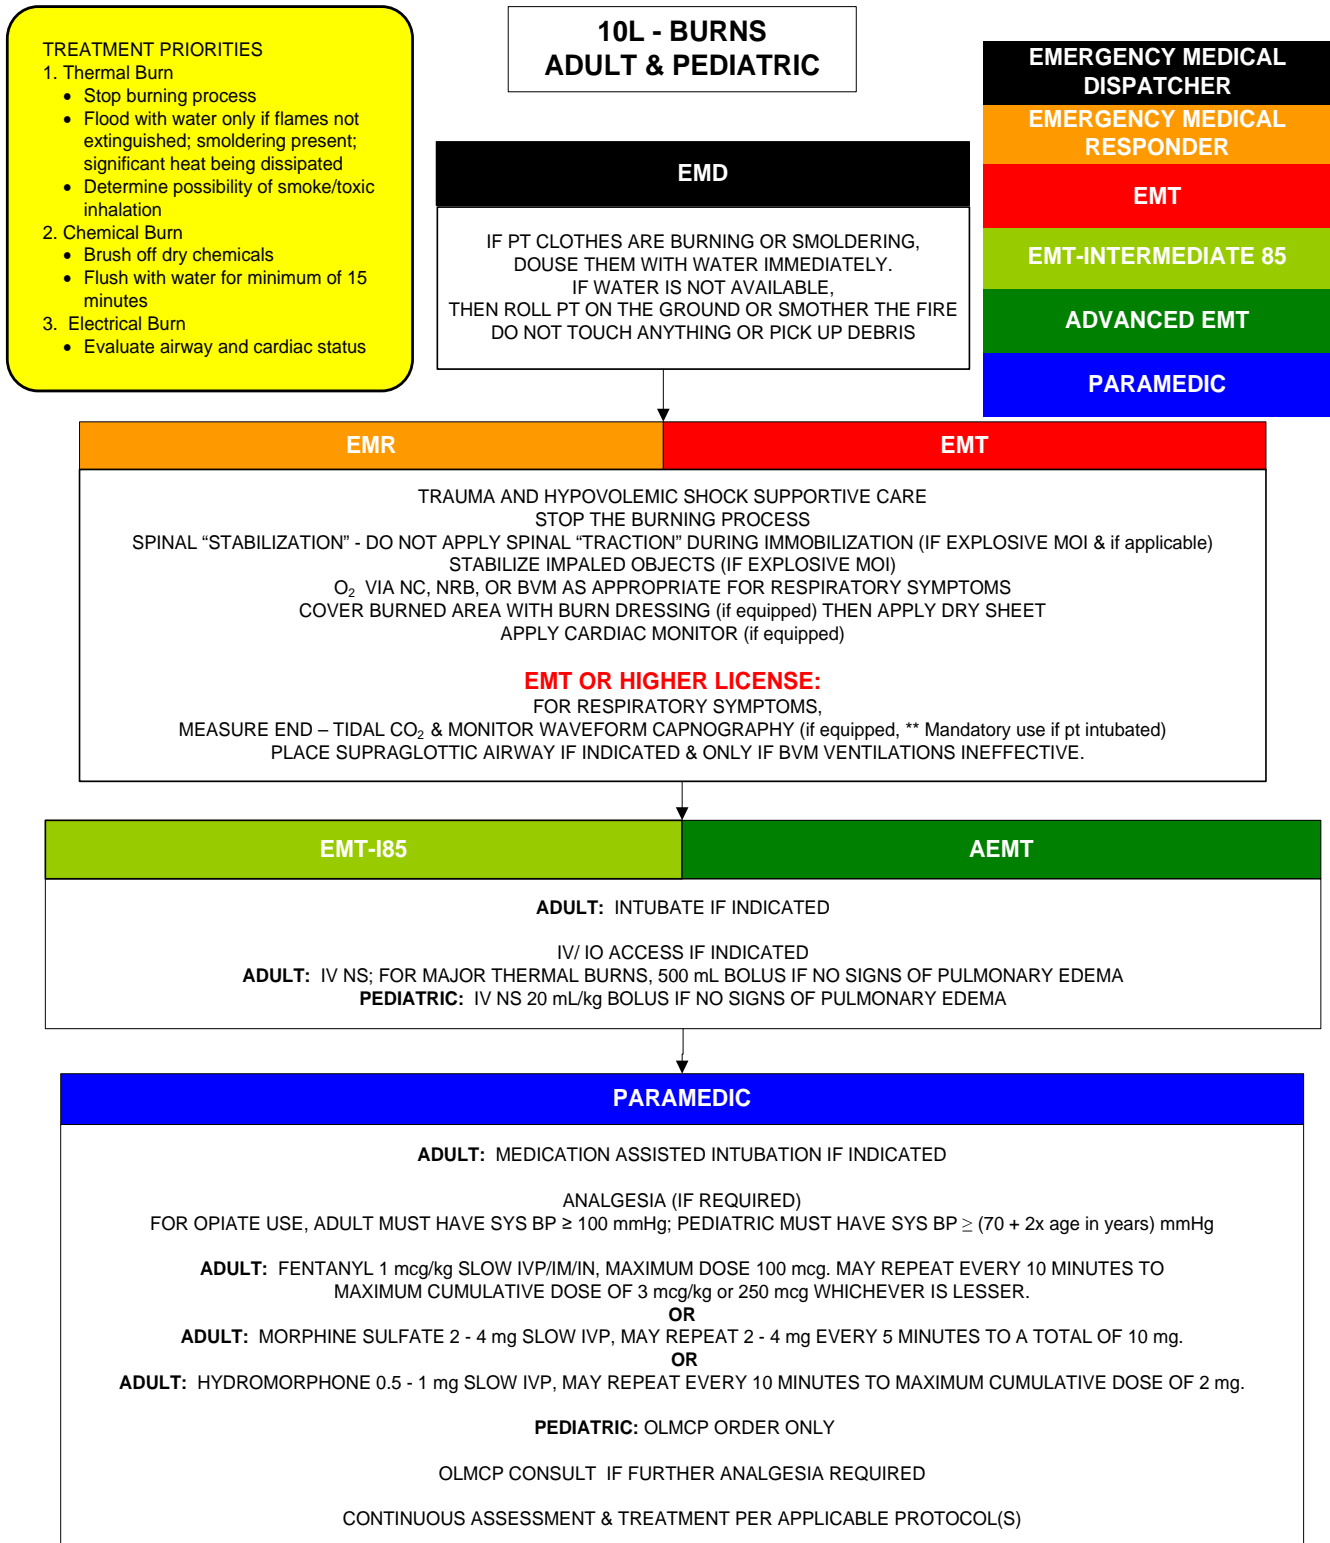 TREATMENT PRIORITIES
1. Thermal Burn
• Stop burning process
• Flood with water only if flames not
extinguished; smoldering present;
significant heat being dissipated
• Determine possibility of smoke/toxic
inhalation
2. Chemical Burn
• Brush off dry chemicals
• Flush with water for minimum of 15
minutes
3. Electrical Burn
• Evaluate airway and cardiac status
10L - BURNS
ADULT & PEDIATRIC
EMERGENCY MEDICAL
DISPATCHER
EMERGENCY MEDICAL
RESPONDER
EMT
EMT-INTERMEDIATE 85
ADVANCED EMT
PARAMEDIC
EMD
IF PT CLOTHES ARE BURNING OR SMOLDERING,
DOUSE THEM WITH WATER IMMEDIATELY.
IF WATER IS NOT AVAILABLE,
THEN ROLL PT ON THE GROUND OR SMOTHER THE FIRE
DO NOT TOUCH ANYTHING OR PICK UP DEBRIS
EMR
EMT
TRAUMA AND HYPOVOLEMIC SHOCK SUPPORTIVE CARE
STOP THE BURNING PROCESS
SPINAL “STABILIZATION” - DO NOT APPLY SPINAL “TRACTION” DURING IMMOBILIZATION (IF EXPLOSIVE MOI & if applicable)
STABILIZE IMPALED OBJECTS (IF EXPLOSIVE MOI)
O₂ VIA NC, NRB, OR BVM AS APPROPRIATE FOR RESPIRATORY SYMPTOMS
COVER BURNED AREA WITH BURN DRESSING (if equipped) THEN APPLY DRY SHEET
APPLY CARDIAC MONITOR (if equipped)
EMT OR HIGHER LICENSE:
FOR RESPIRATORY SYMPTOMS,
MEASURE END – TIDAL CO₂ & MONITOR WAVEFORM CAPNOGRAPHY (if equipped, ** Mandatory use if pt intubated)
PLACE SUPRAGLOTTIC AIRWAY IF INDICATED & ONLY IF BVM VENTILATIONS INEFFECTIVE.
EMT-I85
AEMT
ADULT: INTUBATE IF INDICATED
IV/ IO ACCESS IF INDICATED
ADULT: IV NS; FOR MAJOR THERMAL BURNS, 500 mL BOLUS IF NO SIGNS OF PULMONARY EDEMA
PEDIATRIC: IV NS 20 mL/kg BOLUS IF NO SIGNS OF PULMONARY EDEMA
PARAMEDIC
ADULT: MEDICATION ASSISTED INTUBATION IF INDICATED
ANALGESIA (IF REQUIRED)
FOR OPIATE USE, ADULT MUST HAVE SYS BP ≥ 100 mmHg; PEDIATRIC MUST HAVE SYS BP ≥ (70 + 2x age in years) mmHg
ADULT: FENTANYL 1 mcg/kg SLOW IVP/IM/IN, MAXIMUM DOSE 100 mcg. MAY REPEAT EVERY 10 MINUTES TO
MAXIMUM CUMULATIVE DOSE OF 3 mcg/kg or 250 mcg WHICHEVER IS LESSER.
OR
ADULT: MORPHINE SULFATE 2 - 4 mg SLOW IVP, MAY REPEAT 2 - 4 mg EVERY 5 MINUTES TO A TOTAL OF 10 mg.
OR
ADULT: HYDROMORPHONE 0.5 - 1 mg SLOW IVP, MAY REPEAT EVERY 10 MINUTES TO MAXIMUM CUMULATIVE DOSE OF 2 mg.
PEDIATRIC: OLMCP ORDER ONLY
OLMCP CONSULT IF FURTHER ANALGESIA REQUIRED
CONTINUOUS ASSESSMENT & TREATMENT PER APPLICABLE PROTOCOL(S)